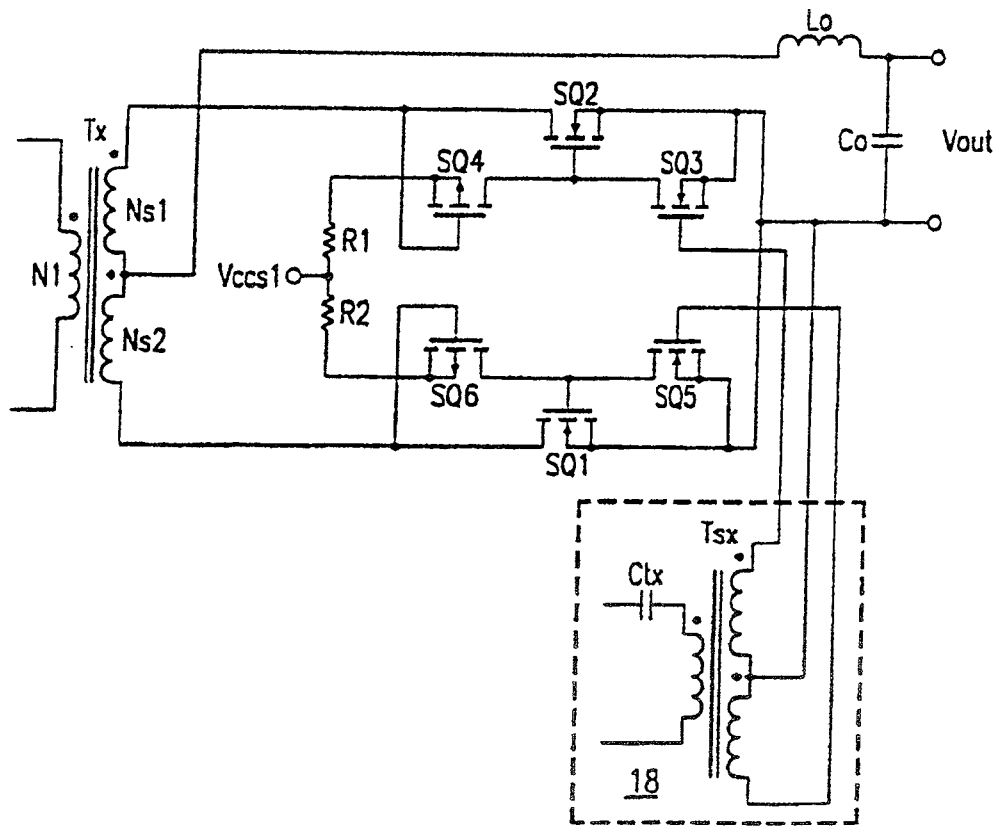 Lo
SQ2
Tx
Co
Vout
SQ4
SQ3
Ns1
R1
N1
Vccs1
R2
Ns2
SQ6
SQ5
SQ1
Tsx
Ctx
18